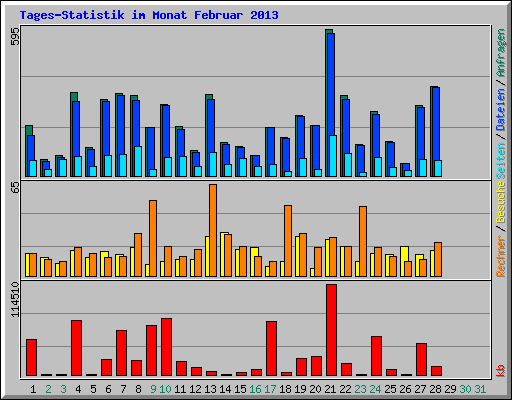 Tages-Statistik im Monat Februar 2013
595
65
114510
Rechner / Besuche
Seiten / Dateien / Anfragen
kb
1 2 3 4 5 6 7 8 9 10 11 12 13 14 15 16 17 18 19 20 21 22 23 24 25 26 27 28 29 30 31